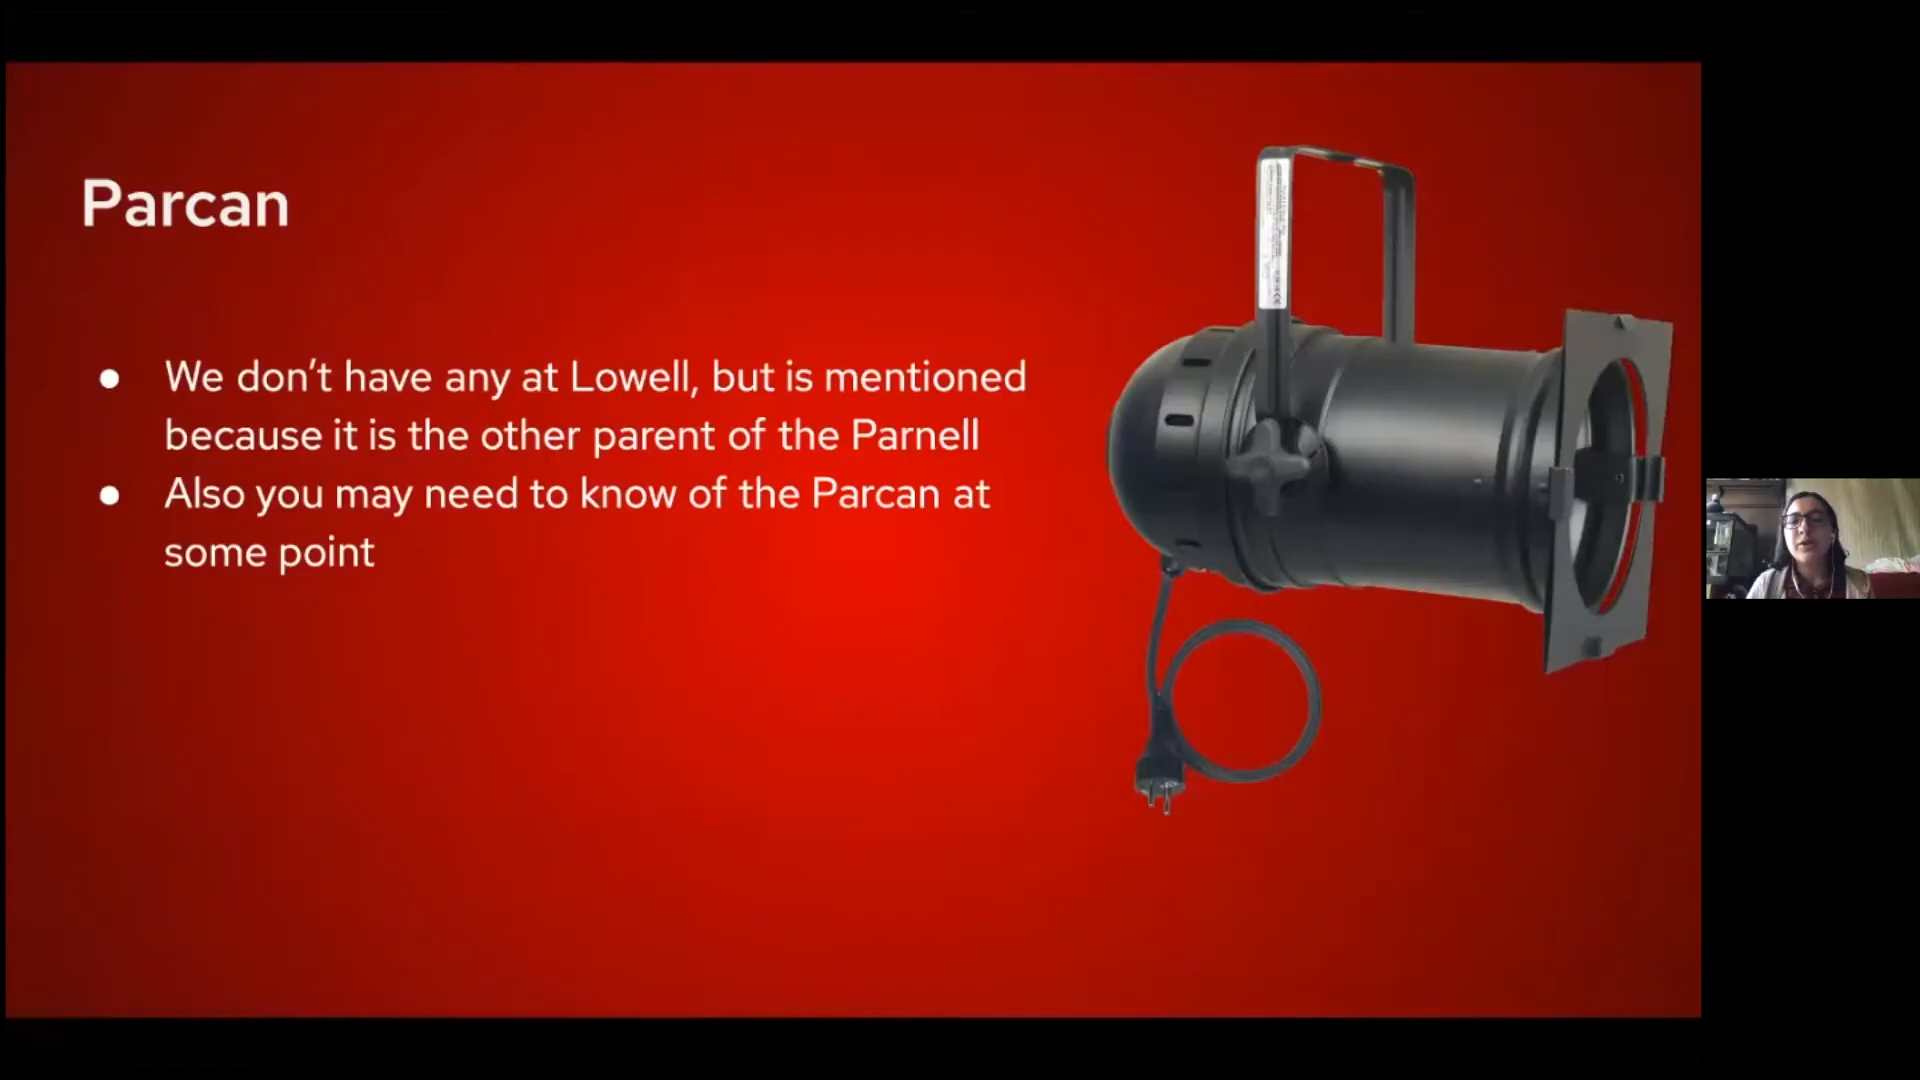 Parcan
● We don’t have any at Lowell, but is mentioned
because it is the other parent of the Parnell
● Also you may need to know of the Parcan at
some point